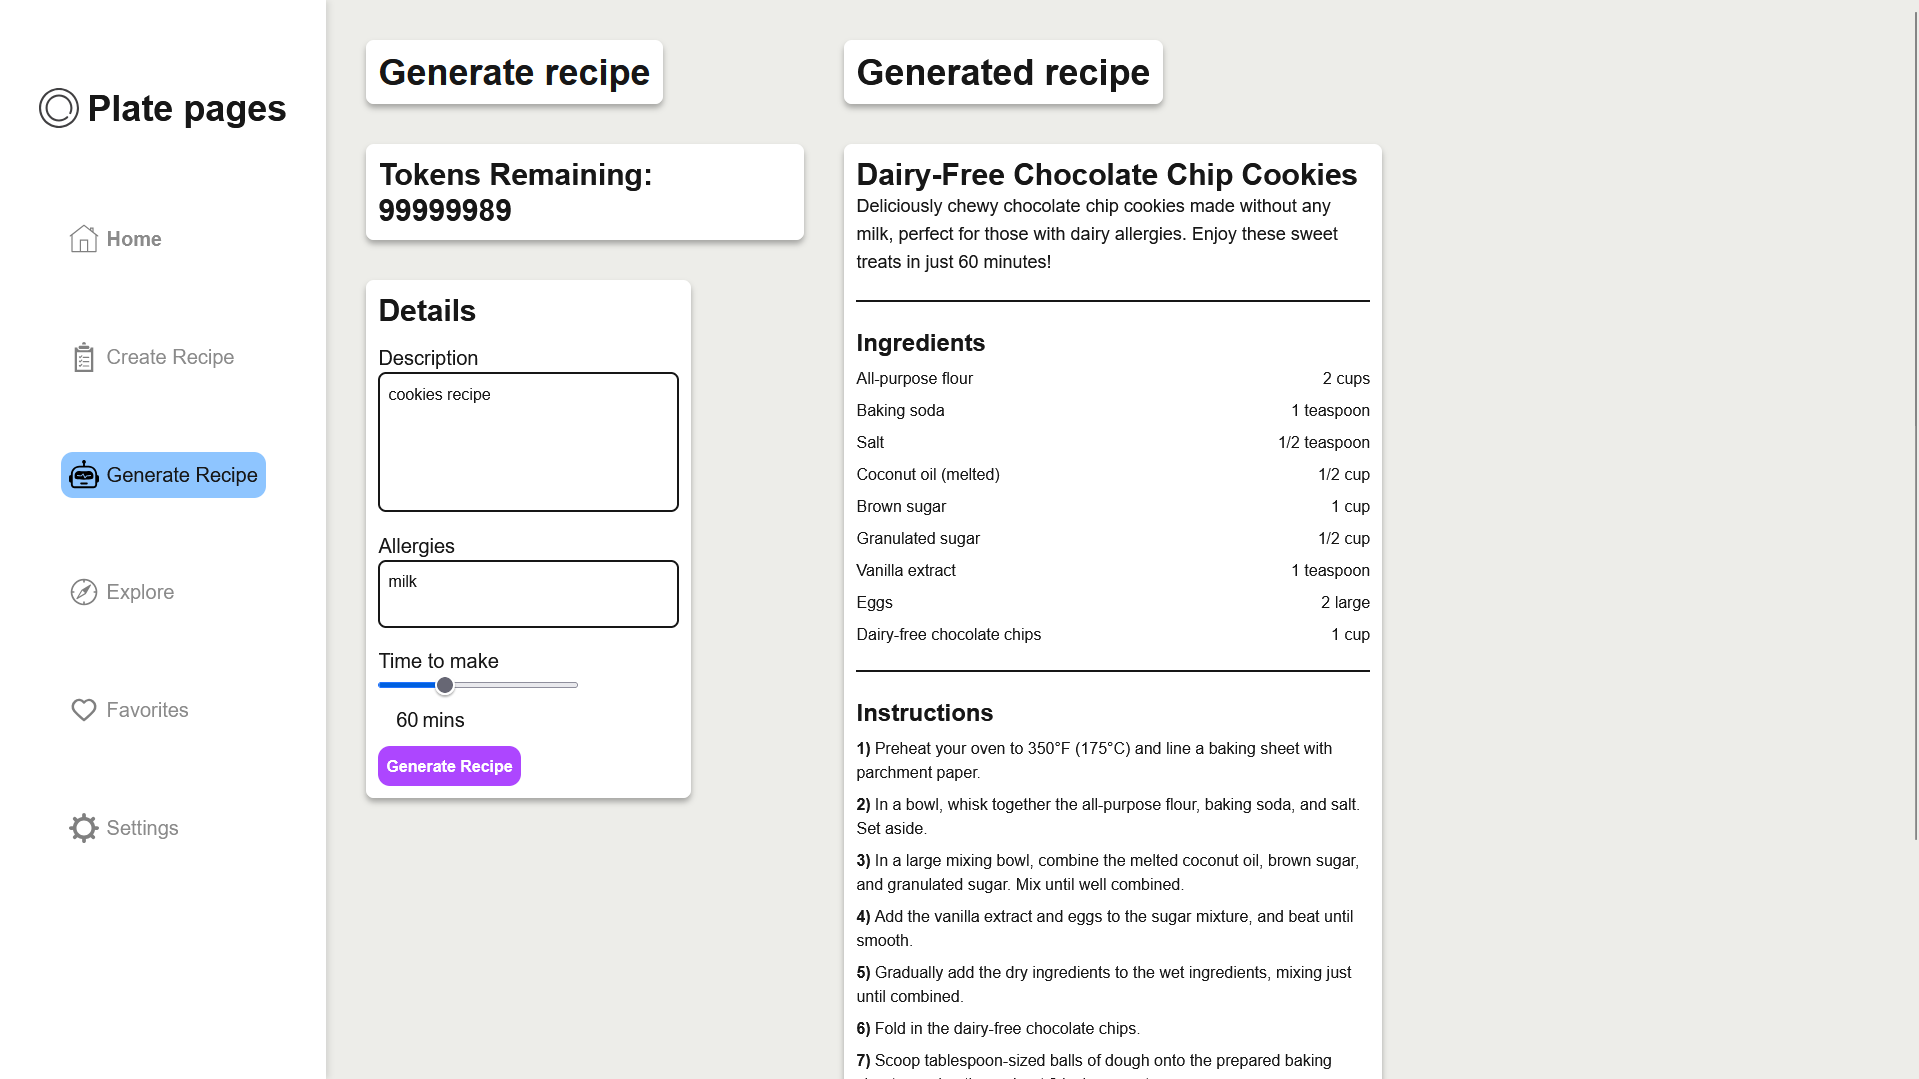 Plate pages
Home
Create Recipe
Generate Recipe
Explore
Favorites
Settings
Generate recipe
Tokens Remaining:
99999989
Details
Description
cookies recipe
Allergies
milk
Time to make
60 mins
Generate Recipe
Generated recipe
Dairy-Free Chocolate Chip Cookies
Deliciously chewy chocolate chip cookies made without any
milk, perfect for those with dairy allergies. Enjoy these sweet
treats in just 60 minutes!
Ingredients
All-purpose flour 2 cups
Baking soda 1 teaspoon
Salt 1/2 teaspoon
Coconut oil (melted) 1/2 cup
Brown sugar 1 cup
Granulated sugar 1/2 cup
Vanilla extract 1 teaspoon
Eggs 2 large
Dairy-free chocolate chips 1 cup
Instructions
1) Preheat your oven to 350°F (175°C) and line a baking sheet with
parchment paper.
2) In a bowl, whisk together the all-purpose flour, baking soda, and salt.
Set aside.
3) In a large mixing bowl, combine the melted coconut oil, brown sugar,
and granulated sugar. Mix until well combined.
4) Add the vanilla extract and eggs to the sugar mixture, and beat until
smooth.
5) Gradually add the dry ingredients to the wet ingredients, mixing just
until combined.
6) Fold in the dairy-free chocolate chips.
7) Scoop tablespoon-sized balls of dough onto the prepared baking